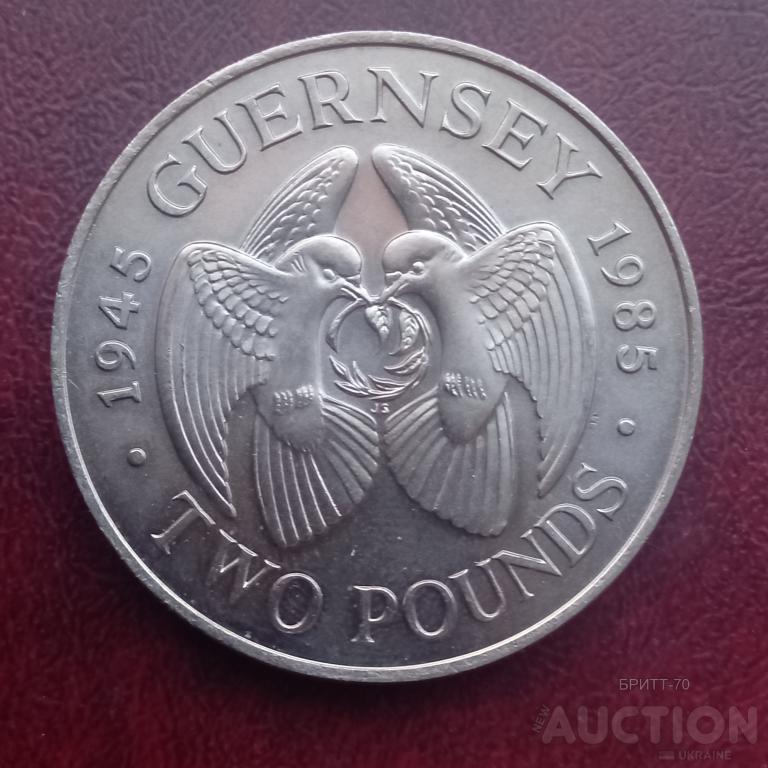 GUERNSEY
1945
1985
JS
TWO POUNDS
БРИТТ-70
NEW AUCTION
UKRAINE